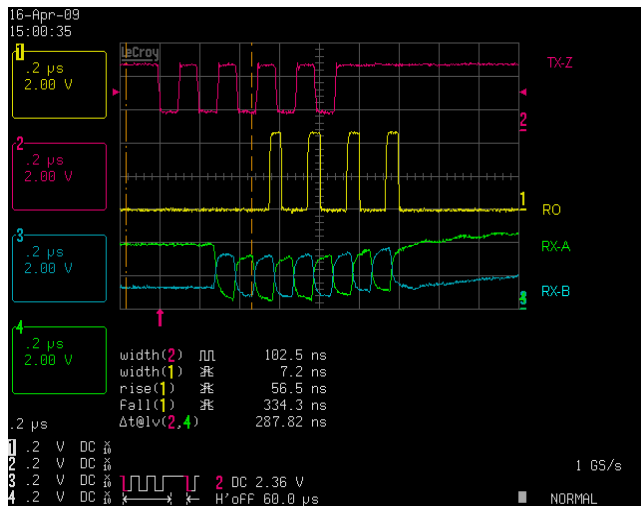 16-Apr-09
15:00:35
LeCroy
TX-Z
1
.2 µs
2.00 V
2
.2 µs
2.00 V
2
1
RO
3
.2 µs
2.00 V
RX-A
RX-B
4
.2 µs
2.00 V
width(2) 102.5 ns
width(1) 7.2 ns
rise(1) 56.5 ns
Fall(1) 334.3 ns
Δt@lv(2,4) 287.82 ns
.2 µs
1 .2 V DC x10
2 .2 V DC x10
3 .2 V DC x10
4 .2 V DC x10
2 DC 2.36 V
H'oFF 60.0 µs
1 GS/s
NORMAL